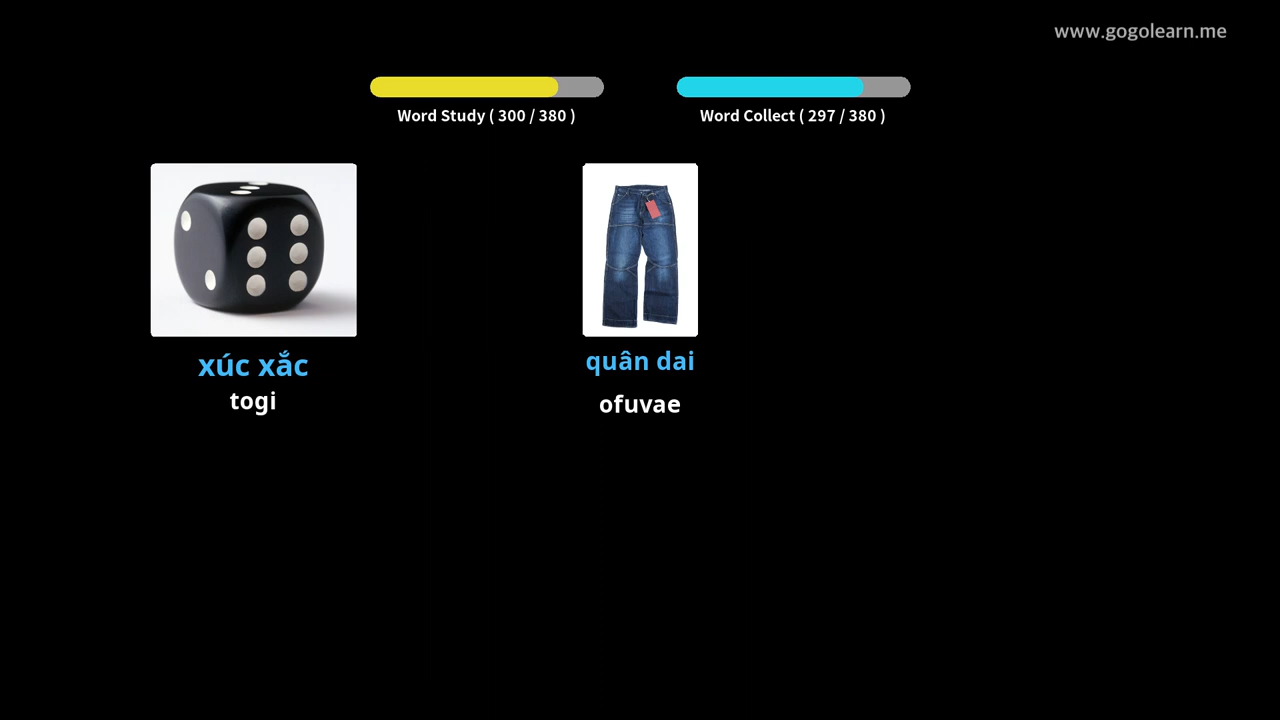 www.gogolearn.me
Word Study ( 300 / 380 )
Word Collect ( 297 / 380 )
xúc xắc
togi
quân dai
ofuvae